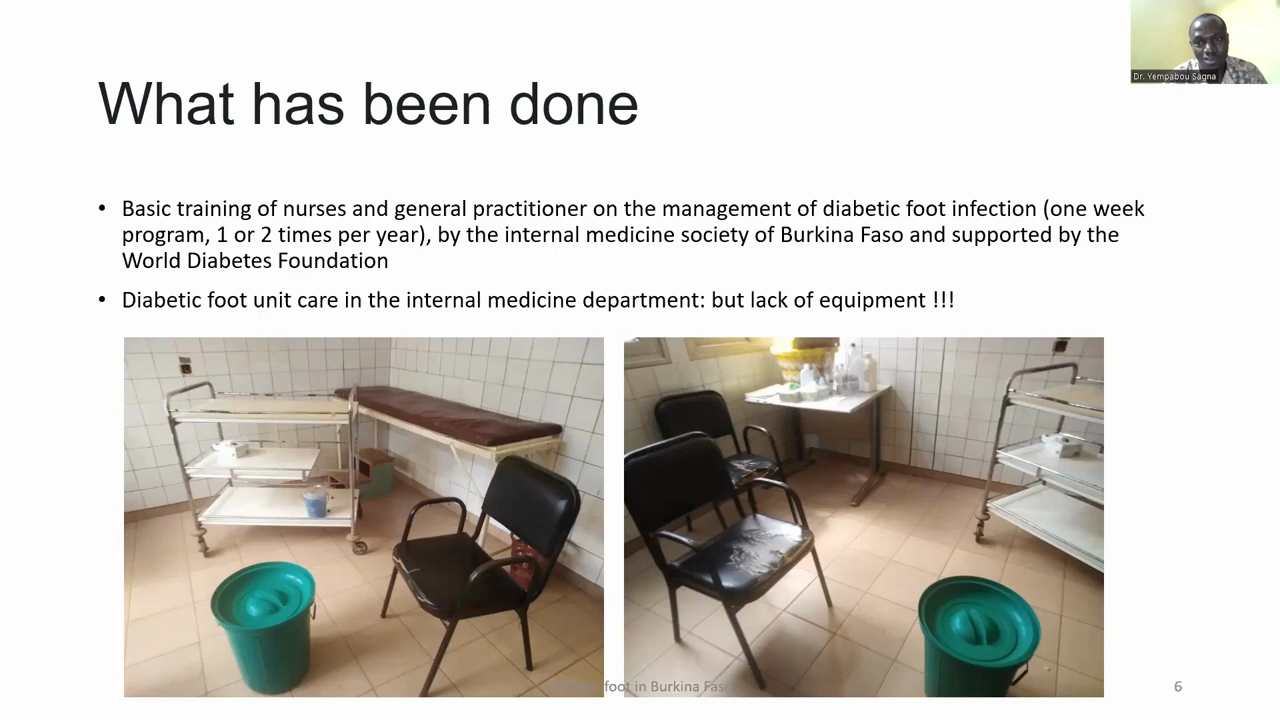 Dr. Yempabou Sagna
What has been done
• Basic training of nurses and general practitioner on the management of diabetic foot infection (one week
program, 1 or 2 times per year), by the internal medicine society of Burkina Faso and supported by the
World Diabetes Foundation
• Diabetic foot unit care in the internal medicine department: but lack of equipment !!!
foot in Burkina Faso
6